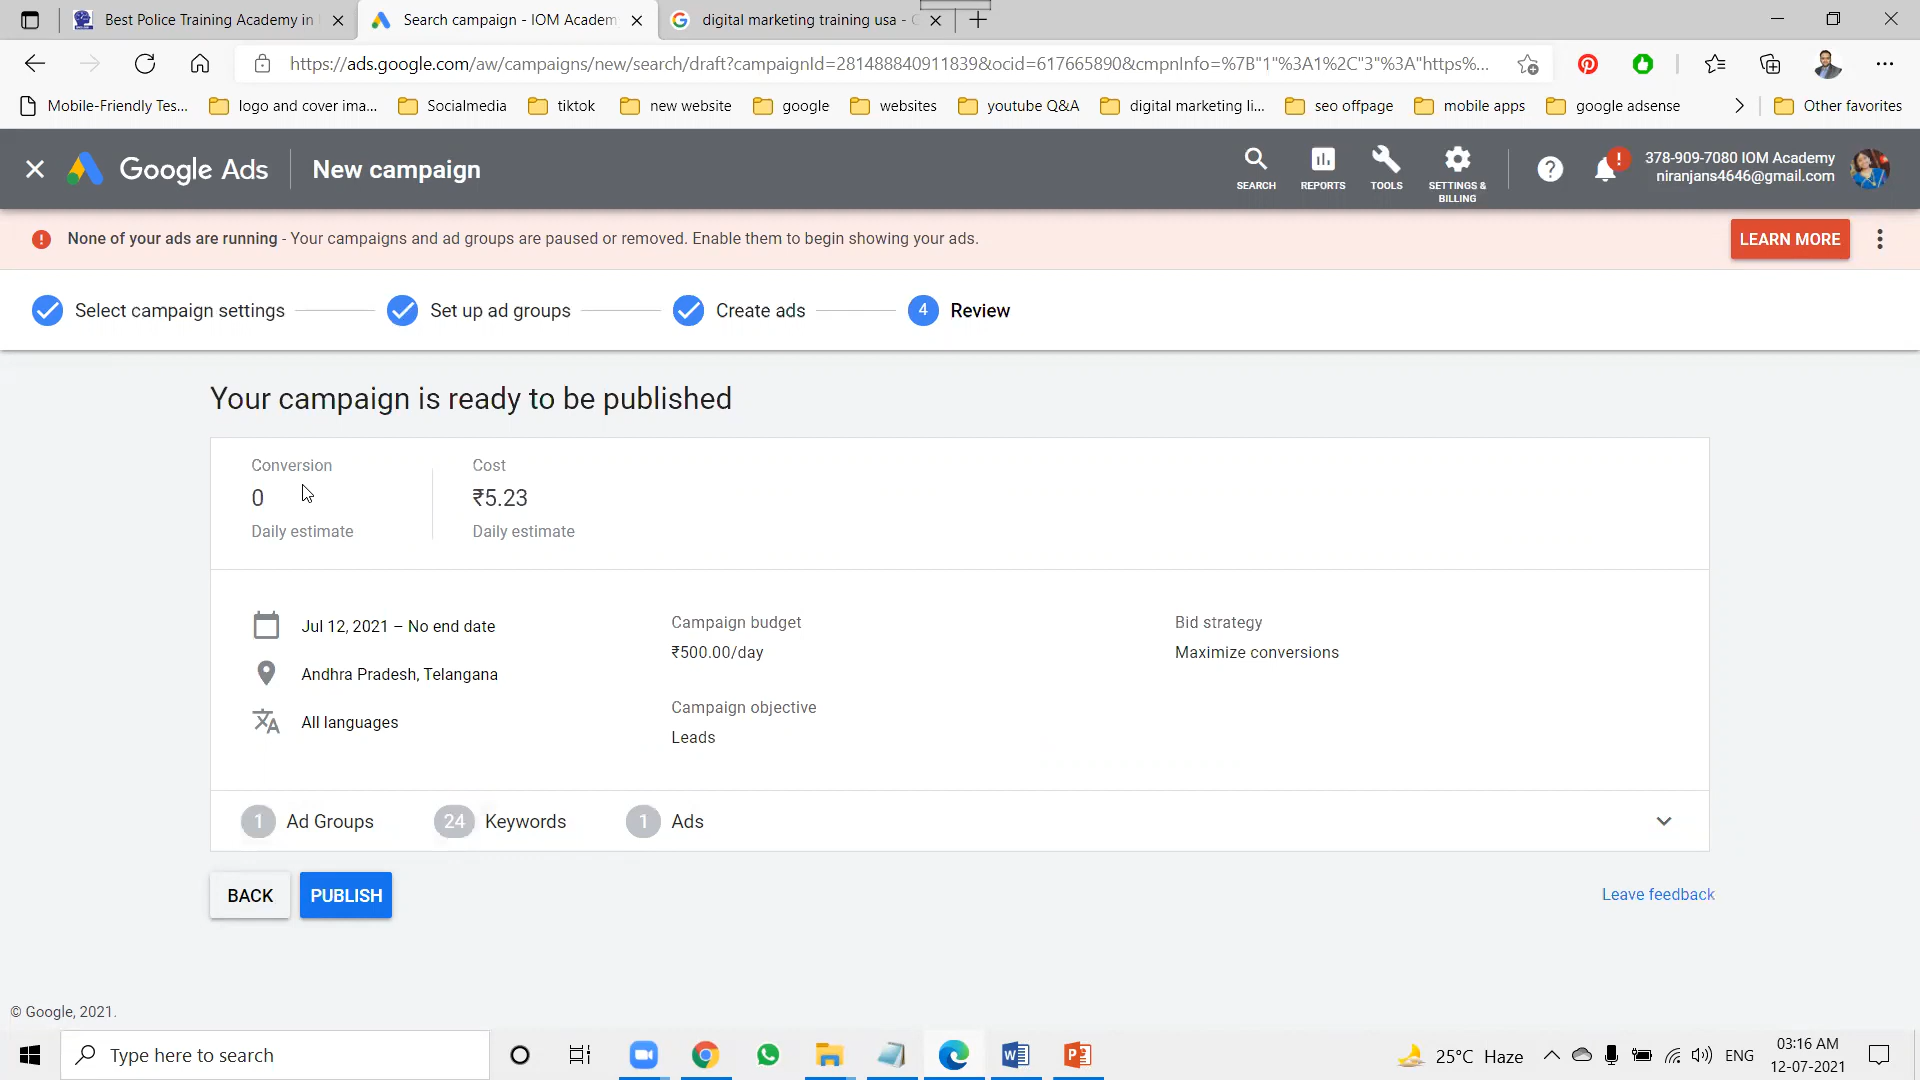 Best Police Training Academy in
Search campaign - IOM Academ
digital marketing training usa -
https://ads.google.com/aw/campaigns/new/search/draft?campaignId=281488840911839&ocid=617665890&cmpnInfo=%7B"1"%3A1%2C"3"%3A"https%...
Mobile-Friendly Tes...
logo and cover ima...
Socialmedia
tiktok
new website
google
websites
youtube Q&A
digital marketing li...
seo offpage
mobile apps
google adsense
Other favorites
Google Ads
New campaign
SEARCH
REPORTS
TOOLS
SETTINGS &
BILLING
378-909-7080 IOM Academy
niranjans4646@gmail.com
None of your ads are running - Your campaigns and ad groups are paused or removed. Enable them to begin showing your ads.
LEARN MORE
Select campaign settings
Set up ad groups
Create ads
4 Review
Your campaign is ready to be published
Conversion
0
Daily estimate
Cost
₹5.23
Daily estimate
Jul 12, 2021 – No end date
Andhra Pradesh, Telangana
All languages
Campaign budget
₹500.00/day
Campaign objective
Leads
Bid strategy
Maximize conversions
1 Ad Groups
24 Keywords
1 Ads
BACK
PUBLISH
Leave feedback
© Google, 2021.
Type here to search
25°C Haze
ENG
03:16 AM
12-07-2021